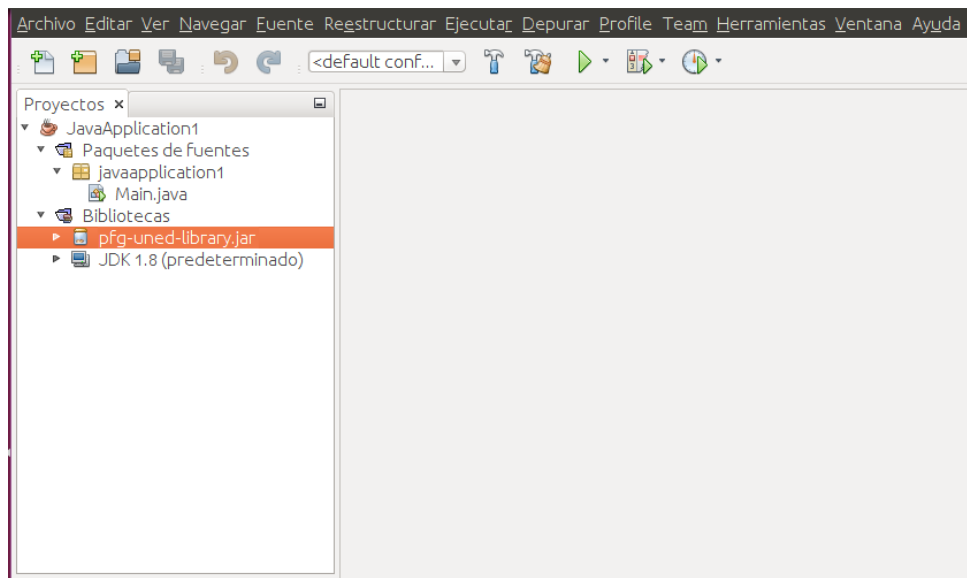 Archivo Editar Ver Navegar Fuente Reestructurar Ejecutar Depurar Profile Team Herramientas Ventana Ayuda
<default conf...
Proyectos
JavaApplication1
Paquetes de fuentes
javaapplication1
Main.java
Bibliotecas
pfg-uned-library.jar
JDK 1.8 (predeterminado)